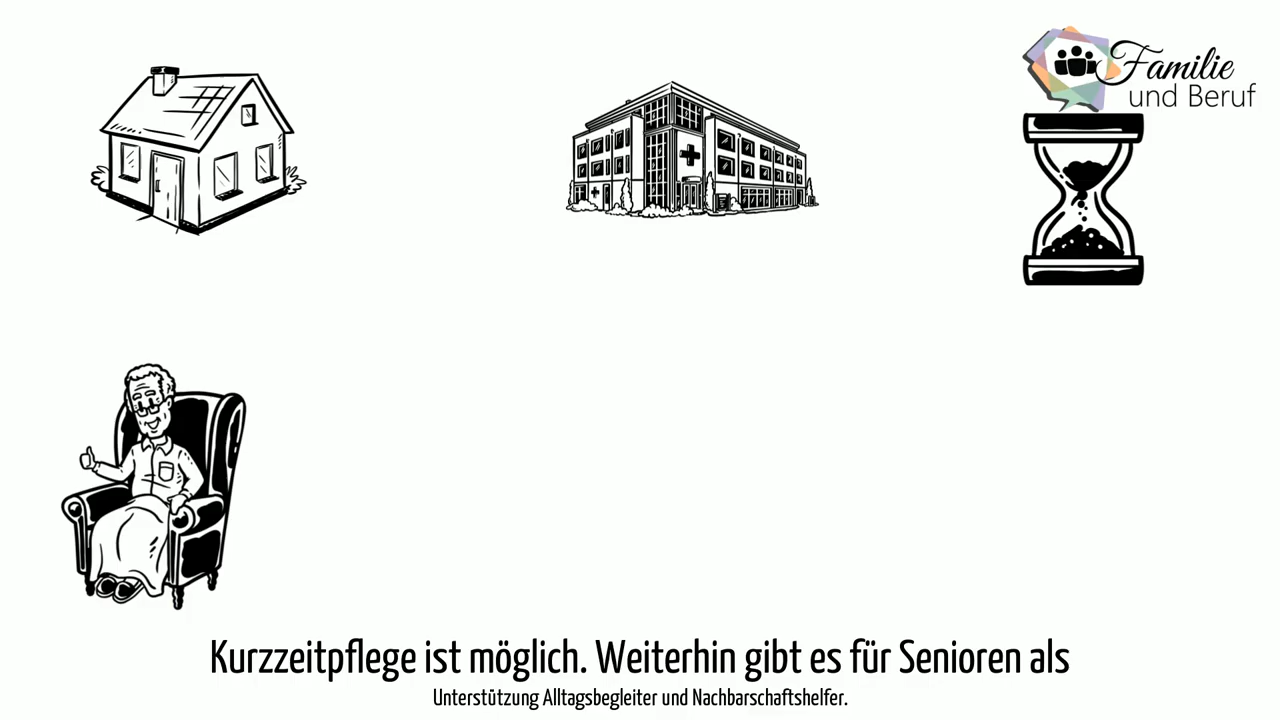 Familie
und Beruf
Kurzzeitpflege ist möglich. Weiterhin gibt es für Senioren als
Unterstützung Alltagsbegleiter und Nachbarschaftshelfer.